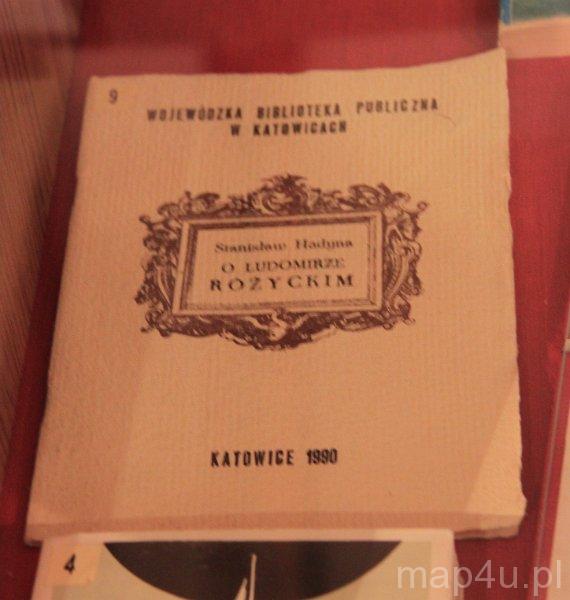 9
WOJEWÓDZKA BIBLIOTEKA PUBLICZNA
W KATOWICACH
Stanisław Hadyna
O LUDOMIRZE
RÓŻYCKIM
KATOWICE 1990
4
map4u.pl